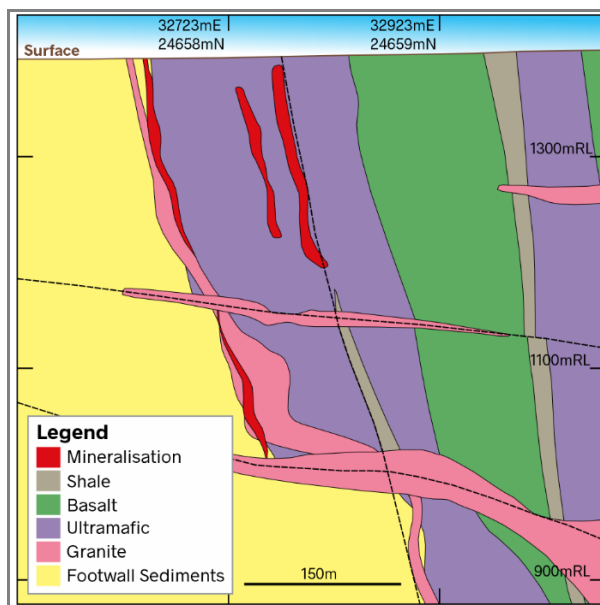 32723mE
24658mN
32923mE
24659mN
Surface
1300mRL
1100mRL
Legend
Mineralisation
Shale
Basalt
Ultramafic
Granite
Footwall Sediments
150m
900mRL